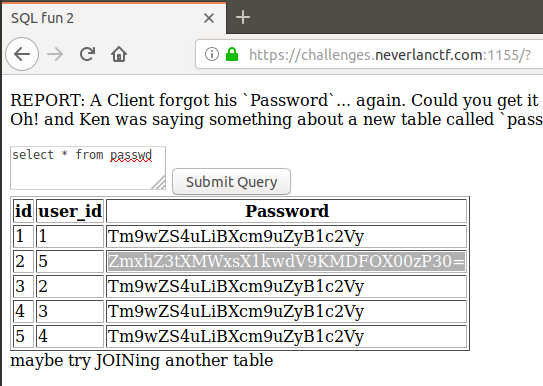 SQL fun 2
https://challenges.neverlanctf.com:1155/?
REPORT: A Client forgot his `Password`... again. Could you get it
Oh! and Ken was saying something about a new table called `pass
select * from passwd
Submit Query
id user_id Password
1 1 Tm9wZS4uLiBXcm9uZyB1c2Vy
2 5 ZmxhZ3tXMWxsX1kwdV9KMDFOX00zP30=
3 2 Tm9wZS4uLiBXcm9uZyB1c2Vy
4 3 Tm9wZS4uLiBXcm9uZyB1c2Vy
5 4 Tm9wZS4uLiBXcm9uZyB1c2Vy
maybe try JOINing another table